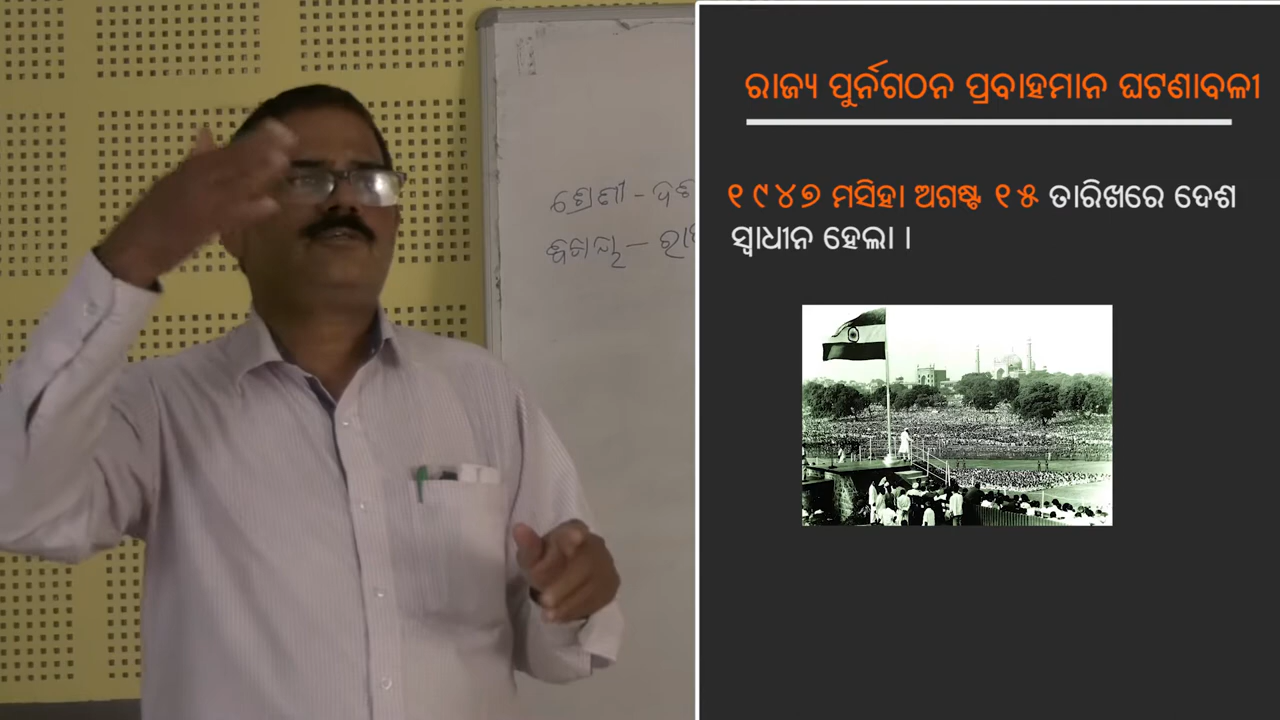 ଶ୍ରେଣୀ -
ରାଜ୍ୟ ପୁର୍ନଗଠନ ପ୍ରବାହମାନ ଘଟଣାବଳୀ
୧୯୪୭ ମସିହା ଅଗଷ୍ଟ ୧୫ ତାରିଖରେ ଦେଶ
ସ୍ୱାଧୀନ ହେଲା ।